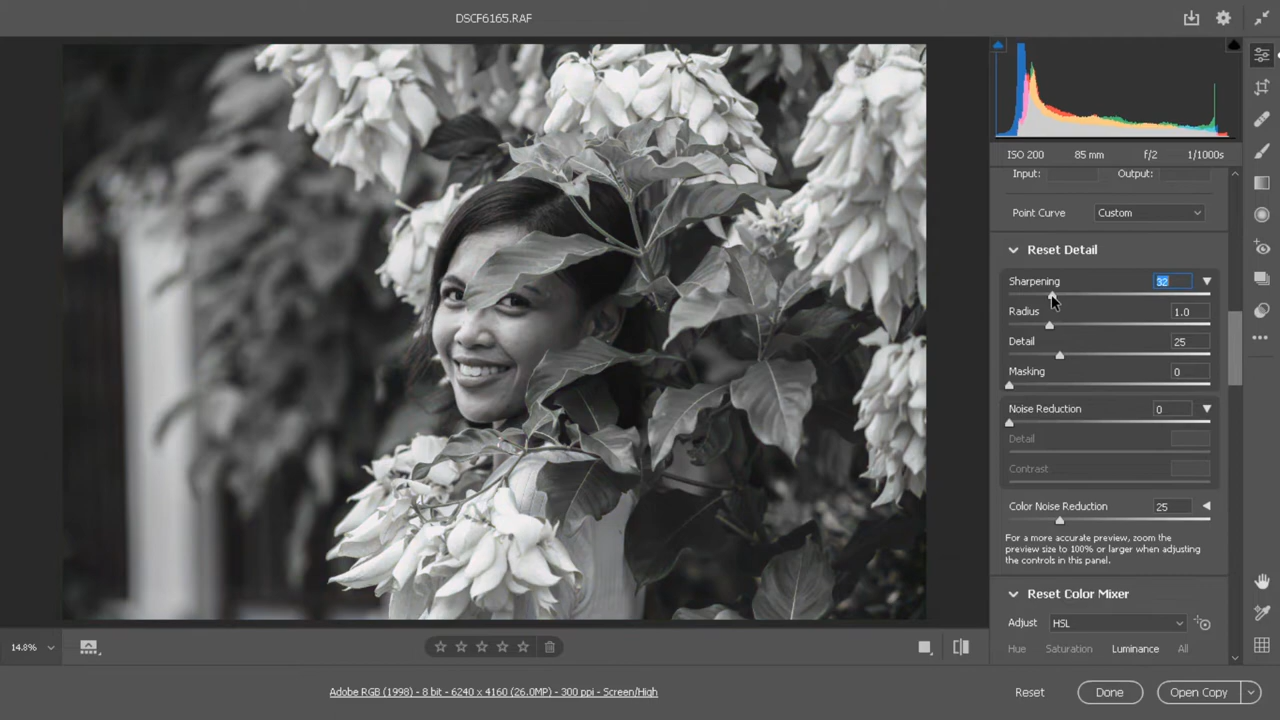 DSCF6165.RAF
ISO 200 85 mm f/2 1/1000s
Input: Output:
Point Curve Custom
Reset Detail
Sharpening 32
Radius 1.0
Detail 25
Masking 0
Noise Reduction 0
Detail
Contrast
Color Noise Reduction 25
For a more accurate preview, zoom the
preview size to 100% or larger when adjusting
the controls in this panel.
Reset Color Mixer
Adjust HSL
Hue Saturation Luminance All
14.8%
Adobe RGB (1998) - 8 bit - 6240 x 4160 (26.0MP) - 300 ppi - Screen/High
Reset Done Open Copy